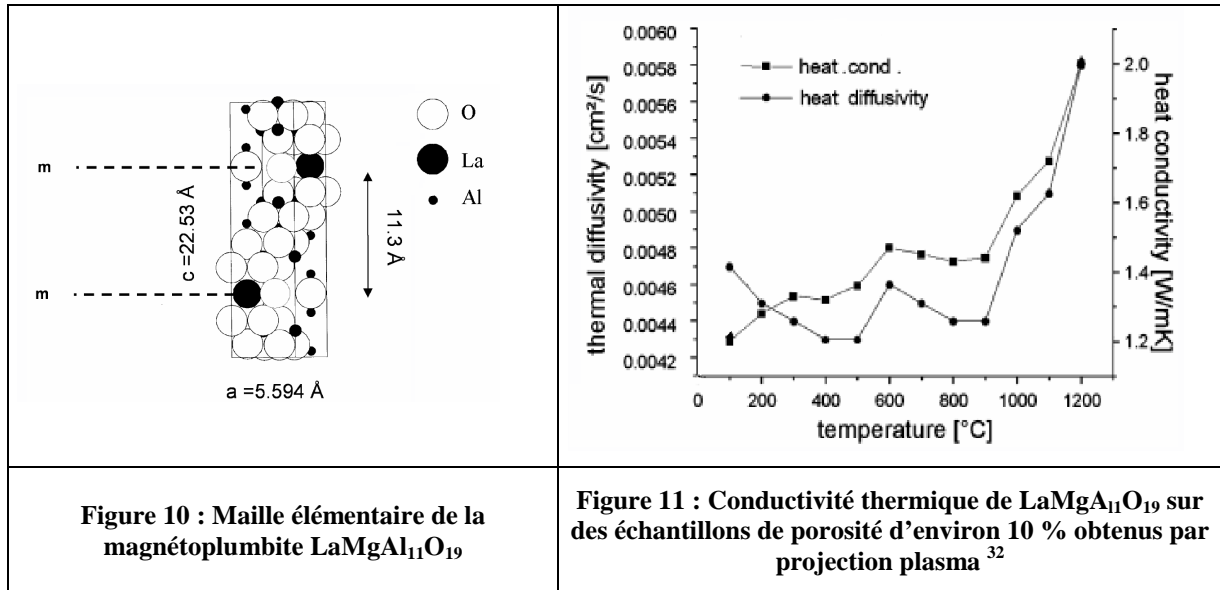 O
La
Al
m
m
c =22.53 Å
11.3 Å
a =5.594 Å
Figure 10 : Maille élémentaire de la
magnétoplumbite LaMgAl₁₁O₁₉
0.0060
0.0058
0.0056
0.0054
0.0052
0.0050
0.0048
0.0046
0.0044
0.0042
thermal diffusivity [cm²/s]
heat .cond .
heat diffusivity
2.0
1.8
1.6
1.4
1.2
heat conductivity [W/mK]
0 200 400 600 800 1000 1200
temperature [°C]
Figure 11 : Conductivité thermique de LaMgA₁₁O₁₉ sur
des échantillons de porosité d’environ 10 % obtenus par
projection plasma ³²